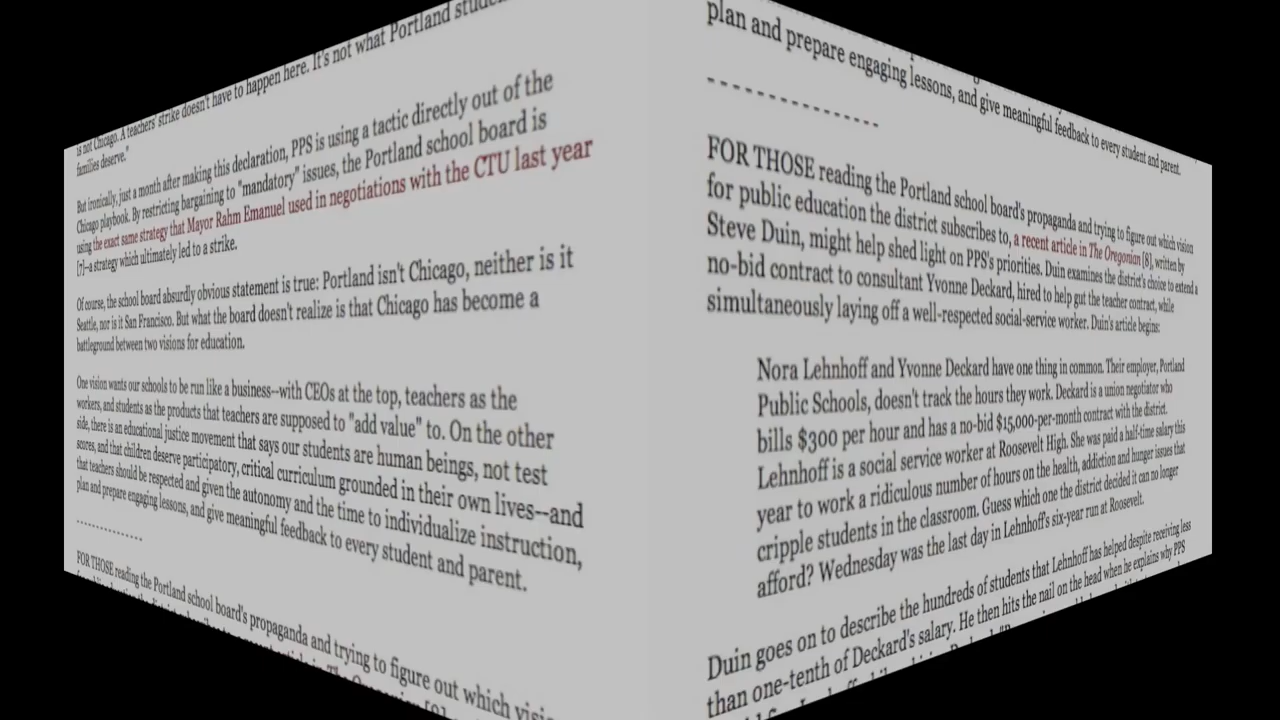 is not Chicago. A teachers' strike doesn't have to happen here. It's not what Portland
families deserve."
But ironically, just a month after making this declaration, PPS is using a tactic directly out of the
Chicago playbook. By restricting bargaining to "mandatory" issues, the Portland school board is
using the exact same strategy that Mayor Rahm Emanuel used in negotiations with the CTU last year
[7]--a strategy which ultimately led to a strike.
Of course, the school board absurdly obvious statement is true: Portland isn't Chicago, neither is it
Seattle, nor is it San Francisco. But what the board doesn't realize is that Chicago has become a
battleground between two visions for education.
One vision wants our schools to be run like a business--with CEOs at the top, teachers as the
workers, and students as the products that teachers are supposed to "add value" to. On the other
side, there is an educational justice movement that says our students are human beings, not test
scores, and that children deserve participatory, critical curriculum grounded in their own lives--and
that teachers should be respected and given the autonomy and the time to individualize instruction,
plan and prepare engaging lessons, and give meaningful feedback to every student and parent.
- - - - - - - - - - - - - - - -
FOR THOSE reading the Portland school board's propaganda and trying to figure out which
plan and prepare engaging lessons, and give meaningful feedback to every student and parent.
- - - - - - - - - - - - - - - -
FOR THOSE reading the Portland school board's propaganda and trying to figure out which vision
for public education the district subscribes to, a recent article in The Oregonian [8], written by
Steve Duin, might help shed light on PPS's priorities. Duin examines the district's choice to extend a
no-bid contract to consultant Yvonne Deckard, hired to help gut the teacher contract, while
simultaneously laying off a well-respected social-service worker. Duin's article begins:
Nora Lehnhoff and Yvonne Deckard have one thing in common. Their employer, Portland
Public Schools, doesn't track the hours they work. Deckard is a union negotiator who
bills $300 per hour and has a no-bid $15,000-per-month contract with the district.
Lehnhoff is a social service worker at Roosevelt High. She was paid a half-time salary this
year to work a ridiculous number of hours on the health, addiction and hunger issues that
cripple students in the classroom. Guess which one the district decided it can no longer
afford? Wednesday was the last day in Lehnhoff's six-year run at Roosevelt.
Duin goes on to describe the hundreds of students that Lehnhoff has helped despite receiving less
than one-tenth of Deckard's salary. He then hits the nail on the head when he explains why PPS